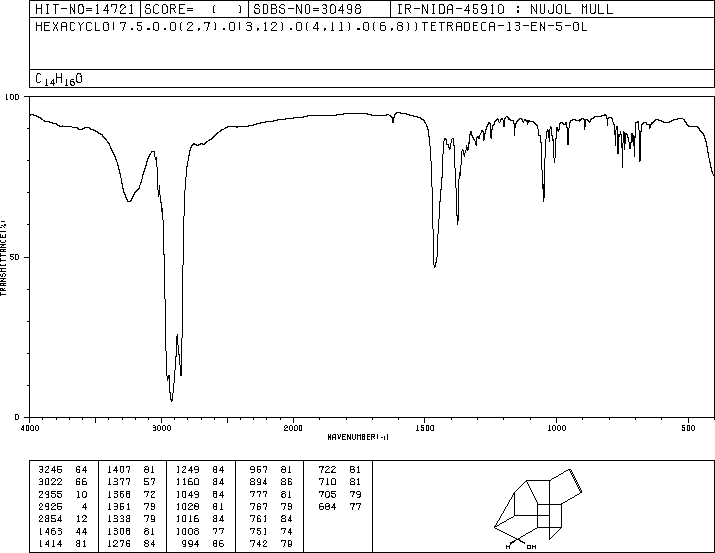 HIT-NO=14721 SCORE= ( ) SDBS-NO=30498 IR-NIDA-45910 : NUJOL MULL
HEXACYCLO(7.5.0.0(2,7).0(3,12).0(4,11).0(6,8))TETRADECA-13-EN-5-OL
C14H16O
100
50
0
TRANSMITTANCE(%)
4000 3000 2000 1500 1000 500
WAVENUMBER(-1)
3245 64 1407 81 1249 84 967 81 722 81
3022 66 1377 57 1160 84 894 86 710 81
2955 10 1368 72 1049 84 777 81 705 79
2925 4 1351 79 1028 81 767 79 684 77
2854 12 1338 79 1016 84 761 84
1463 44 1308 81 1008 77 751 74
1414 81 1276 84 994 86 742 79
H OH